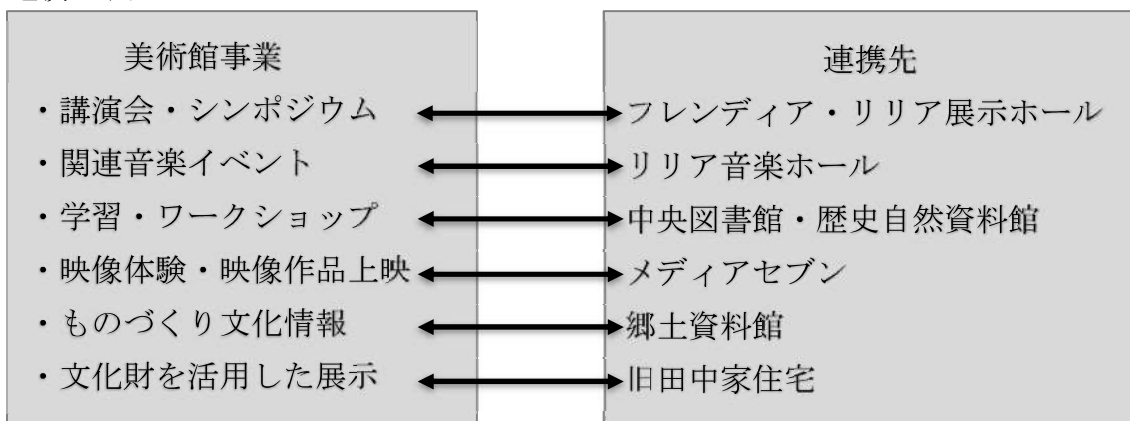 美術館事業
連携先
・講演会・シンポジウム
フレンディア・リリア展示ホール
・関連音楽イベント
リリア音楽ホール
・学習・ワークショップ
中央図書館・歴史自然資料館
・映像体験・映像作品上映
メディアセブン
・ものづくり文化情報
郷土資料館
・文化財を活用した展示
旧田中家住宅